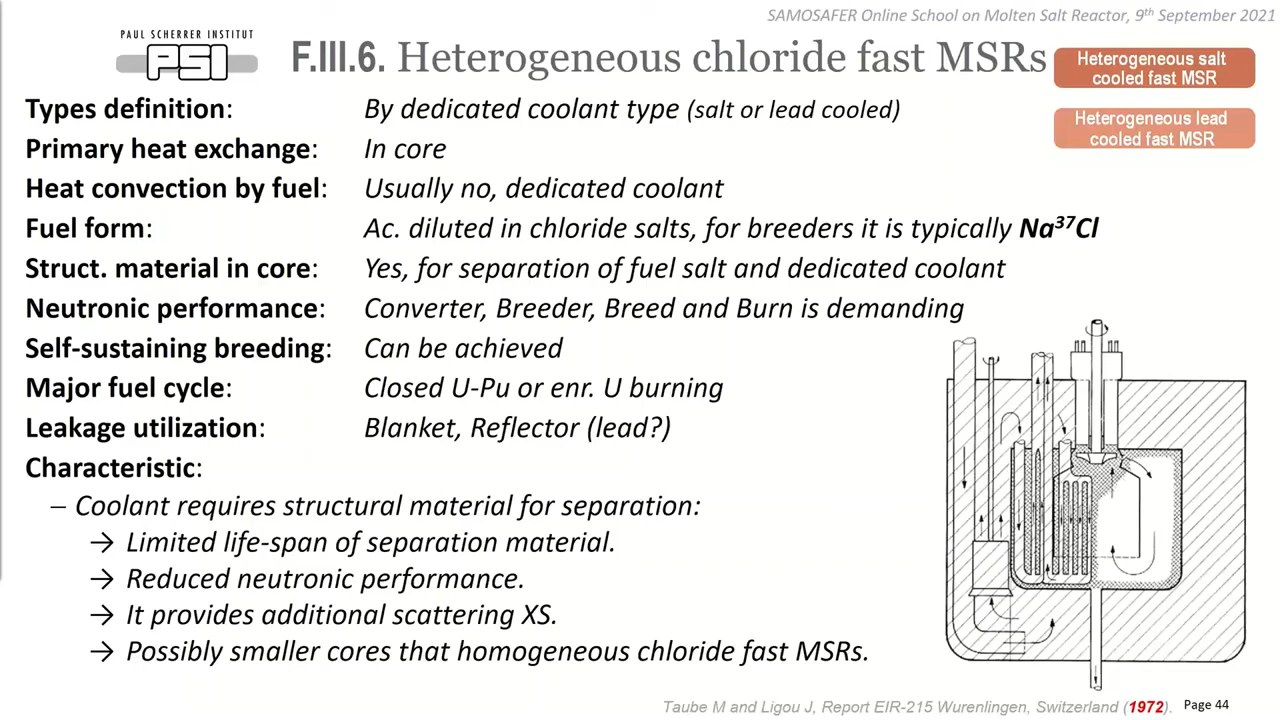 SAMOSAFER Online School on Molten Salt Reactor, 9th September 2021
PAUL SCHERRER INSTITUT
PSI
F.III.6. Heterogeneous chloride fast MSRs
Heterogeneous salt
cooled fast MSR
Heterogeneous lead
cooled fast MSR
Types definition: By dedicated coolant type (salt or lead cooled)
Primary heat exchange: In core
Heat convection by fuel: Usually no, dedicated coolant
Fuel form: Ac. diluted in chloride salts, for breeders it is typically Na³⁷Cl
Struct. material in core: Yes, for separation of fuel salt and dedicated coolant
Neutronic performance: Converter, Breeder, Breed and Burn is demanding
Self-sustaining breeding: Can be achieved
Major fuel cycle: Closed U-Pu or enr. U burning
Leakage utilization: Blanket, Reflector (lead?)
Characteristic:
– Coolant requires structural material for separation:
→ Limited life-span of separation material.
→ Reduced neutronic performance.
→ It provides additional scattering XS.
→ Possibly smaller cores that homogeneous chloride fast MSRs.
Taube M and Ligou J, Report EIR-215 Wurenlingen, Switzerland (1972).
Page 44